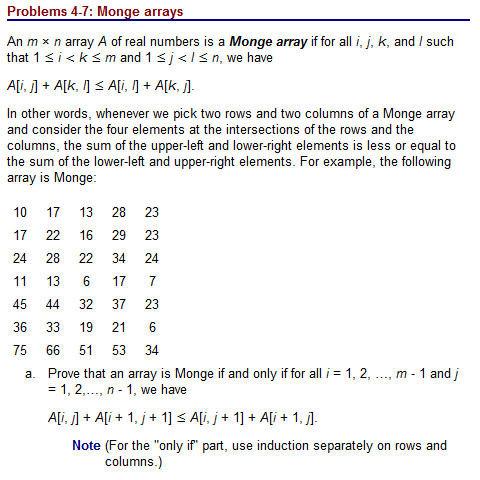 Problems 4-7: Monge arrays
An m × n array A of real numbers is a Monge array if for all i, j, k, and l such
that 1 ≤ i < k ≤ m and 1 ≤ j < l ≤ n, we have
A[i, j] + A[k, l] ≤ A[i, l] + A[k, j].
In other words, whenever we pick two rows and two columns of a Monge
array and consider the four elements at the intersections of the rows and the
columns, the sum of the upper-left and lower-right elements is less or equal to
the sum of the lower-left and upper-right elements. For example, the following
array is Monge:
10 17 13 28 23
17 22 16 29 23
24 28 22 34 24
11 13 6 17 7
45 44 32 37 23
36 33 19 21 6
75 66 51 53 34
a. Prove that an array is Monge if and only if for all i = 1, 2, ..., m - 1 and j
= 1, 2,..., n - 1, we have
A[i, j] + A[i + 1, j + 1] ≤ A[i, j + 1] + A[i + 1, j].
Note (For the "only if" part, use induction separately on rows and
columns.)